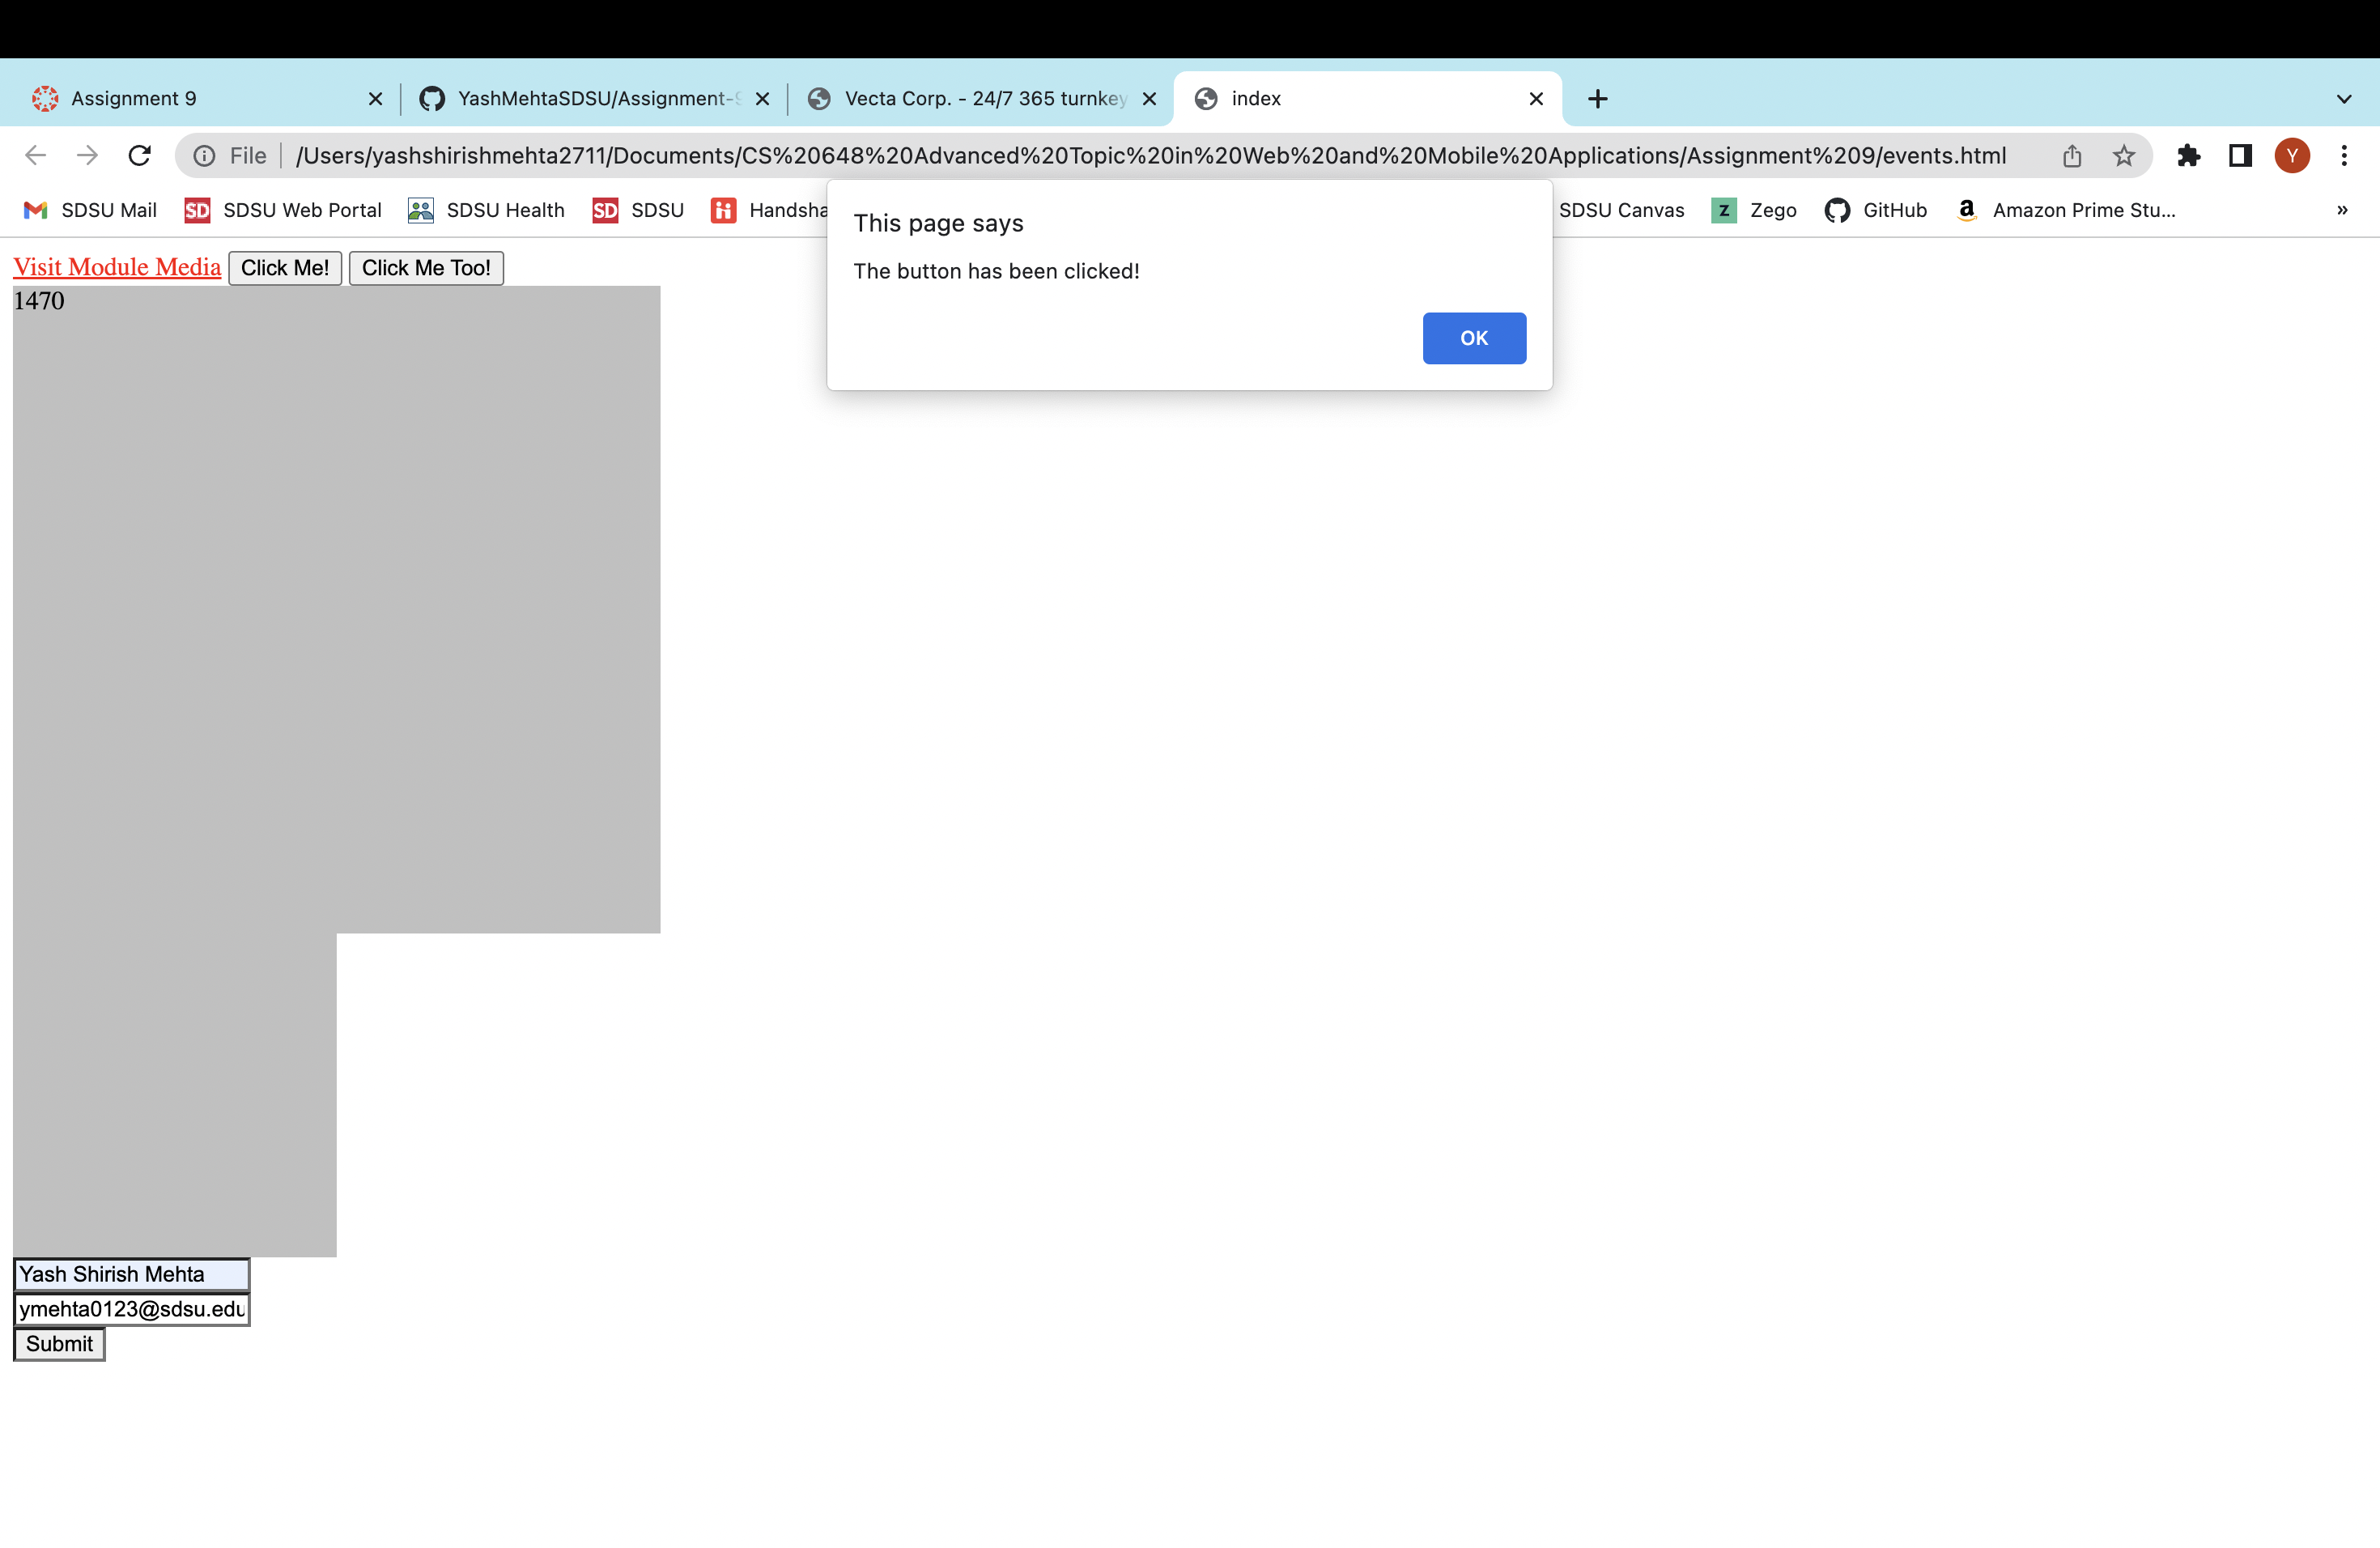 Assignment 9
YashMehtaSDSU/Assignment-9
Vecta Corp. - 24/7 365 turnkey
index
File
/Users/yashshirishmehta2711/Documents/CS%20648%20Advanced%20Topic%20in%20Web%20and%20Mobile%20Applications/Assignment%209/events.html
Y
SDSU Mail
SD SDSU Web Portal
SDSU Health
SD SDSU
Handsha
SDSU Canvas
Z Zego
GitHub
a Amazon Prime Stu...
»
This page says
The button has been clicked!
OK
Visit Module Media Click Me! Click Me Too!
1470
Yash Shirish Mehta
ymehta0123@sdsu.edu
Submit